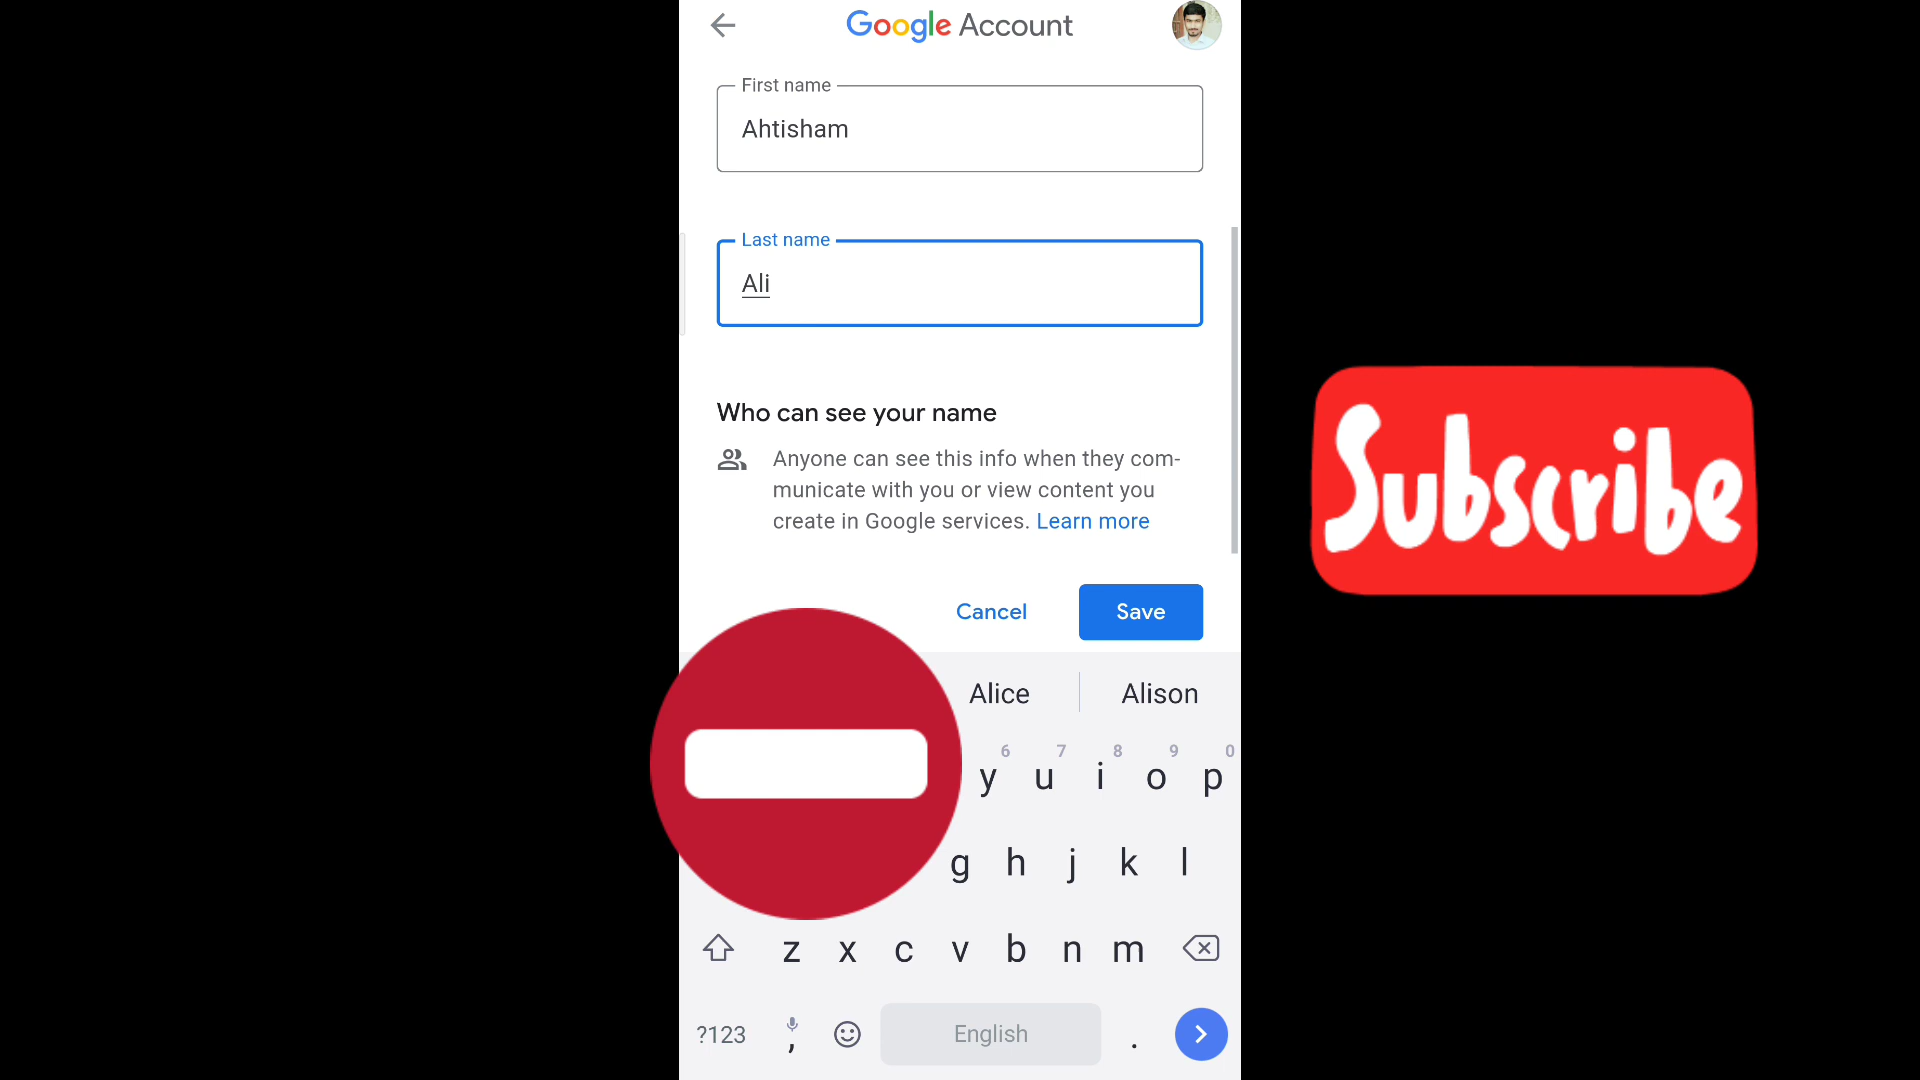 Google Account
First name
Ahtisham
Last name
Ali
Who can see your name
Anyone can see this info when they com-
municate with you or view content you
create in Google services. Learn more
Cancel Save
Subscribe
Alice Alison
6 7 8 9 0
y u i o p
g h j k l
z x c v b n m
?123 , English .